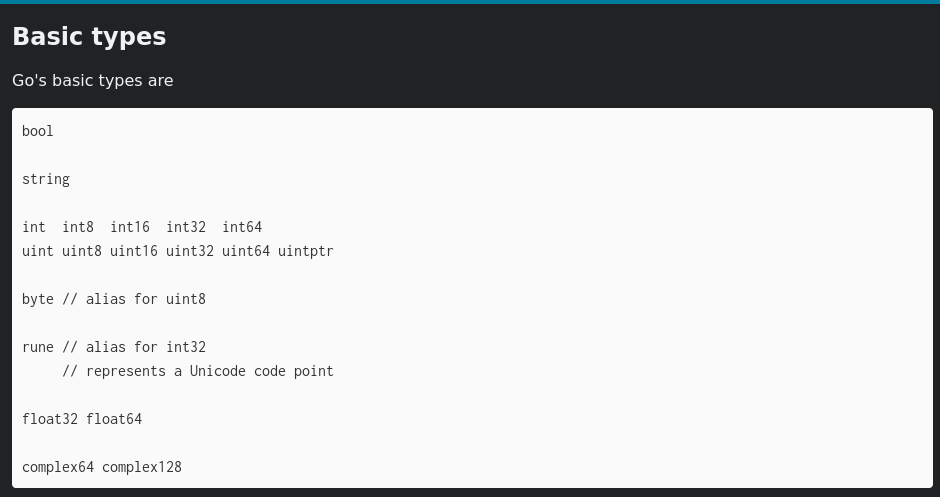 Basic types
Go's basic types are
bool
string
int  int8  int16  int32  int64
uint uint8 uint16 uint32 uint64 uintptr
byte // alias for uint8
rune // alias for int32
     // represents a Unicode code point
float32 float64
complex64 complex128